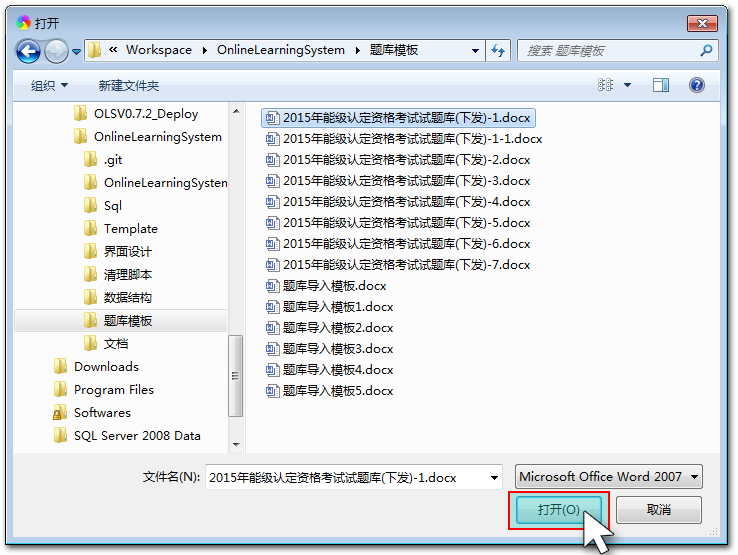 打开
« Workspace OnlineLearningSystem 题库模板
搜索 题库模板
组织 新建文件夹
OLSV0.7.2_Deploy
OnlineLearningSystem
.git
OnlineLearningSystem
Sql
Template
界面设计
清理脚本
数据结构
题库模板
文档
Downloads
Program Files
Softwares
SQL Server 2008 Data
2015年能级认定资格考试试题库(下发)-1.docx
2015年能级认定资格考试试题库(下发)-1-1.docx
2015年能级认定资格考试试题库(下发)-2.docx
2015年能级认定资格考试试题库(下发)-3.docx
2015年能级认定资格考试试题库(下发)-4.docx
2015年能级认定资格考试试题库(下发)-5.docx
2015年能级认定资格考试试题库(下发)-6.docx
2015年能级认定资格考试试题库(下发)-7.docx
题库导入模板.docx
题库导入模板1.docx
题库导入模板2.docx
题库导入模板3.docx
题库导入模板4.docx
题库导入模板5.docx
文件名(N): 2015年能级认定资格考试试题库(下发)-1.docx
Microsoft Office Word 2007
打开(O) 取消